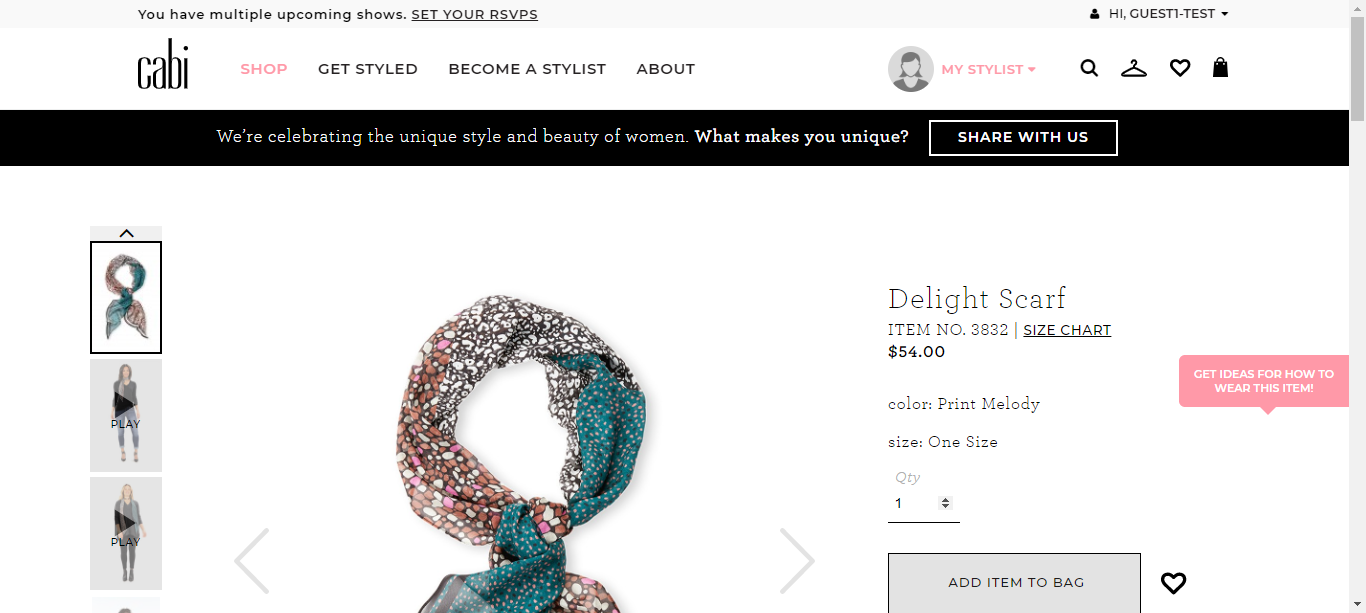 You have multiple upcoming shows. SET YOUR RSVPS
HI, GUEST1-TEST
cabi
SHOP
GET STYLED
BECOME A STYLIST
ABOUT
MY STYLIST
We're celebrating the unique style and beauty of women. What makes you unique?
SHARE WITH US
PLAY
PLAY
Delight Scarf
ITEM NO. 3832 | SIZE CHART
$54.00
GET IDEAS FOR HOW TO
WEAR THIS ITEM!
color: Print Melody
size: One Size
Qty
1
ADD ITEM TO BAG